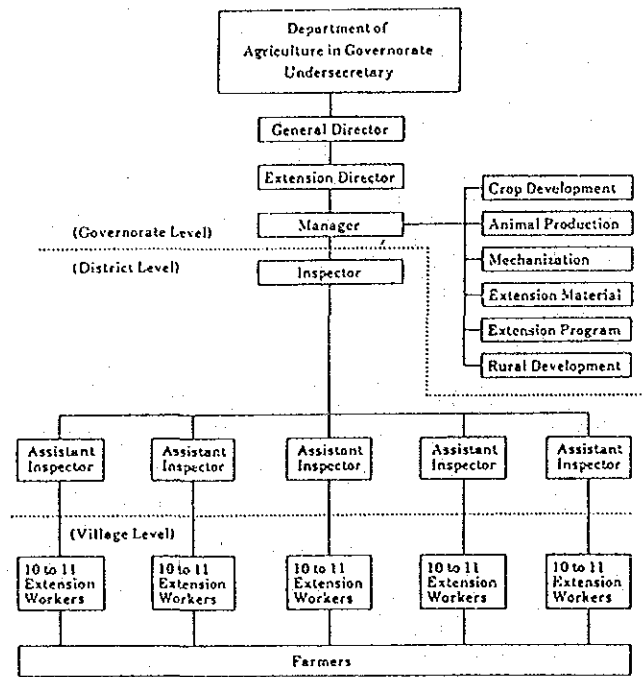 Department of
Agriculture in Governorate
Undersecretary
General Director
Extension Director
Manager
(Governorate Level)
(District Level)
Inspector
Crop Development
Animal Production
Mechanization
Extension Material
Extension Program
Rural Development
Assistant
Inspector
Assistant
Inspector
Assistant
Inspector
Assistant
Inspector
Assistant
Inspector
(Village Level)
10 to 11
Extension
Workers
10 to 11
Extension
Workers
10 to 11
Extension
Workers
10 to 11
Extension
Workers
10 to 11
Extension
Workers
Farmers